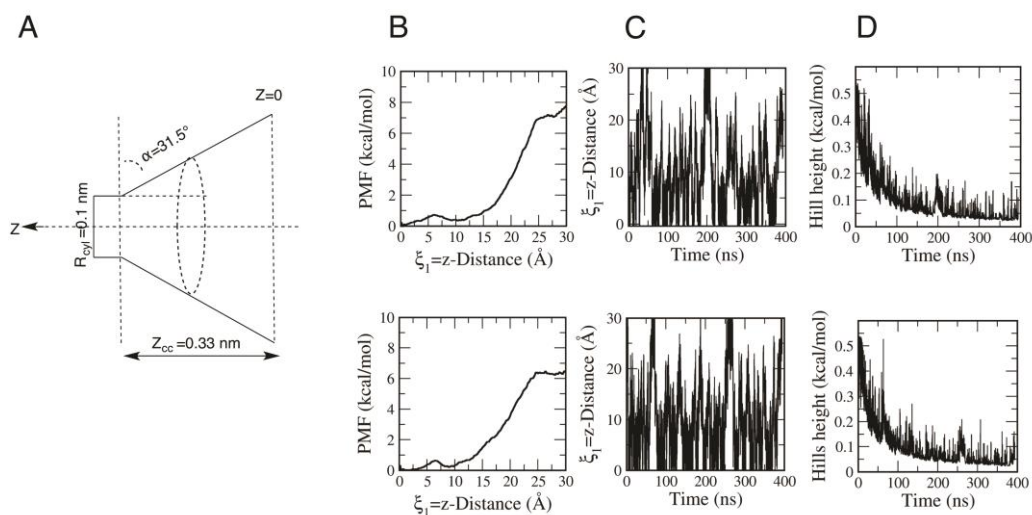 A
B
C
D
Z=0
α=31.5°
Z
R_cyl =0.1 nm
Z_cc =0.33 nm
PMF (kcal/mol)
10
8
6
4
2
0
0 5 10 15 20 25 30
ξ₁=z-Distance (Å)
ξ₁=z-Distance (Å)
30
20
10
0
0 100 200 300 400
Time (ns)
Hill height (kcal/mol)
0.5
0.4
0.3
0.2
0.1
0
0 100 200 300 400
Time (ns)
PMF (kcal/mol)
10
8
6
4
2
0
0 5 10 15 20 25 30
ξ₁=z-Distance (Å)
ξ₁=z-Distance (Å)
30
20
10
0
0 100 200 300 400
Time (ns)
Hills height (kcal/mol)
0.5
0.4
0.3
0.2
0.1
0
0 100 200 300 400
Time (ns)